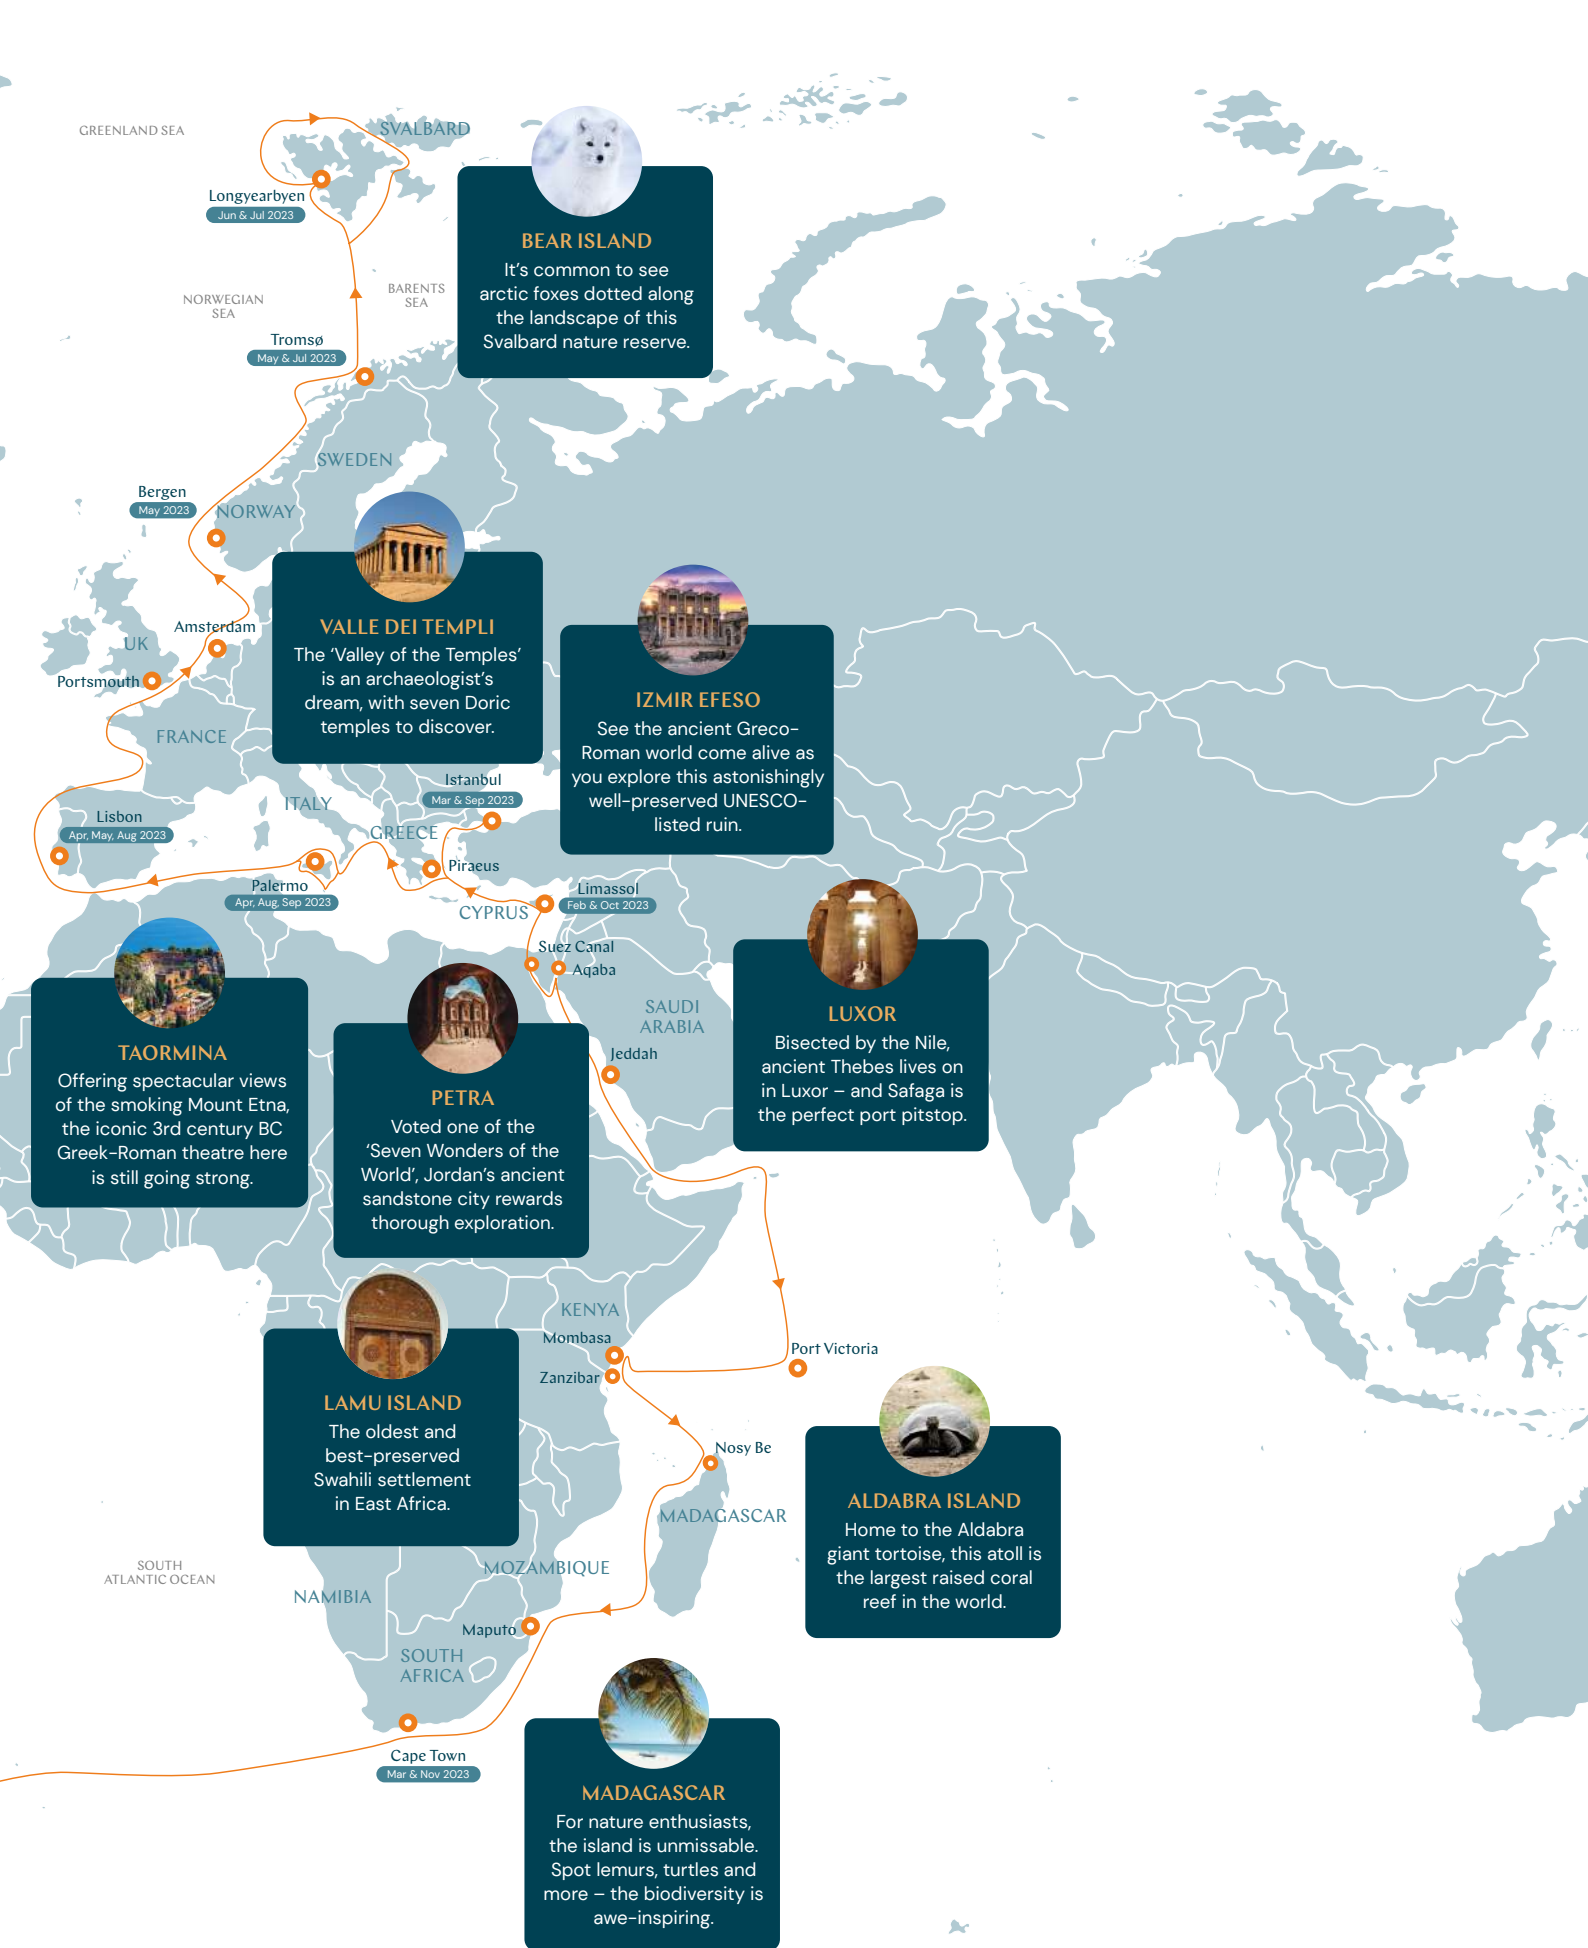 GREENLAND SEA
SVALBARD
Longyearbyen
Jun & Jul 2023
BEAR ISLAND
It's common to see
arctic foxes dotted along
the landscape of this
Svalbard nature reserve.
NORWEGIAN
SEA
BARENTS
SEA
Tromsø
May & Jul 2023
SWEDEN
Bergen
May 2023
NORWAY
VALLE DEI TEMPLI
The ‘Valley of the Temples’
is an archaeologist’s
dream, with seven Doric
temples to discover.
Amsterdam
UK
Portsmouth
FRANCE
IZMIR EFESO
See the ancient Greco-
Roman world come alive as
you explore this astonishingly
well-preserved UNESCO-
listed ruin.
Istanbul
Mar & Sep 2023
ITALY
GREECE
Lisbon
Apr, May, Aug 2023
Piraeus
Palermo
Apr, Aug, Sep 2023
Limassol
Feb & Oct 2023
CYPRUS
Suez Canal
Aqaba
SAUDI
ARABIA
LUXOR
Bisected by the Nile,
ancient Thebes lives on
in Luxor – and Safaga is
the perfect port pitstop.
TAORMINA
Offering spectacular views
of the smoking Mount Etna,
the iconic 3rd century BC
Greek-Roman theatre here
is still going strong.
Jeddah
PETRA
Voted one of the
‘Seven Wonders of the
World’, Jordan’s ancient
sandstone city rewards
thorough exploration.
KENYA
Mombasa
Zanzibar
Port Victoria
LAMU ISLAND
The oldest and
best-preserved
Swahili settlement
in East Africa.
Nosy Be
MADAGASCAR
ALDABRA ISLAND
Home to the Aldabra
giant tortoise, this atoll is
the largest raised coral
reef in the world.
SOUTH
ATLANTIC OCEAN
MOZAMBIQUE
NAMIBIA
Maputo
SOUTH
AFRICA
Cape Town
Mar & Nov 2023
MADAGASCAR
For nature enthusiasts,
the island is unmissable.
Spot lemurs, turtles and
more – the biodiversity is
awe-inspiring.